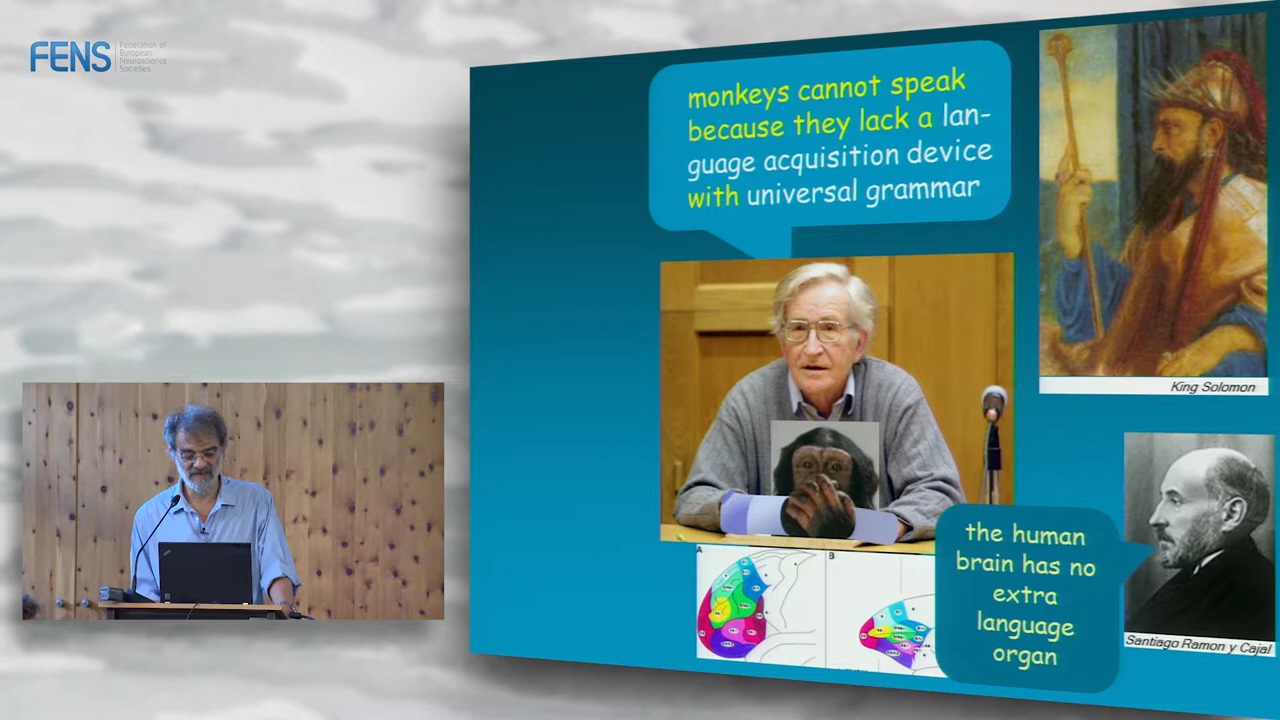 FENS
Federation of
European
Neuroscience
Societies
monkeys cannot speak
because they lack a lan-
guage acquisition device
with universal grammar
King Solomon
the human
brain has no
extra
language
organ
Santiago Ramon y Cajal
A
B